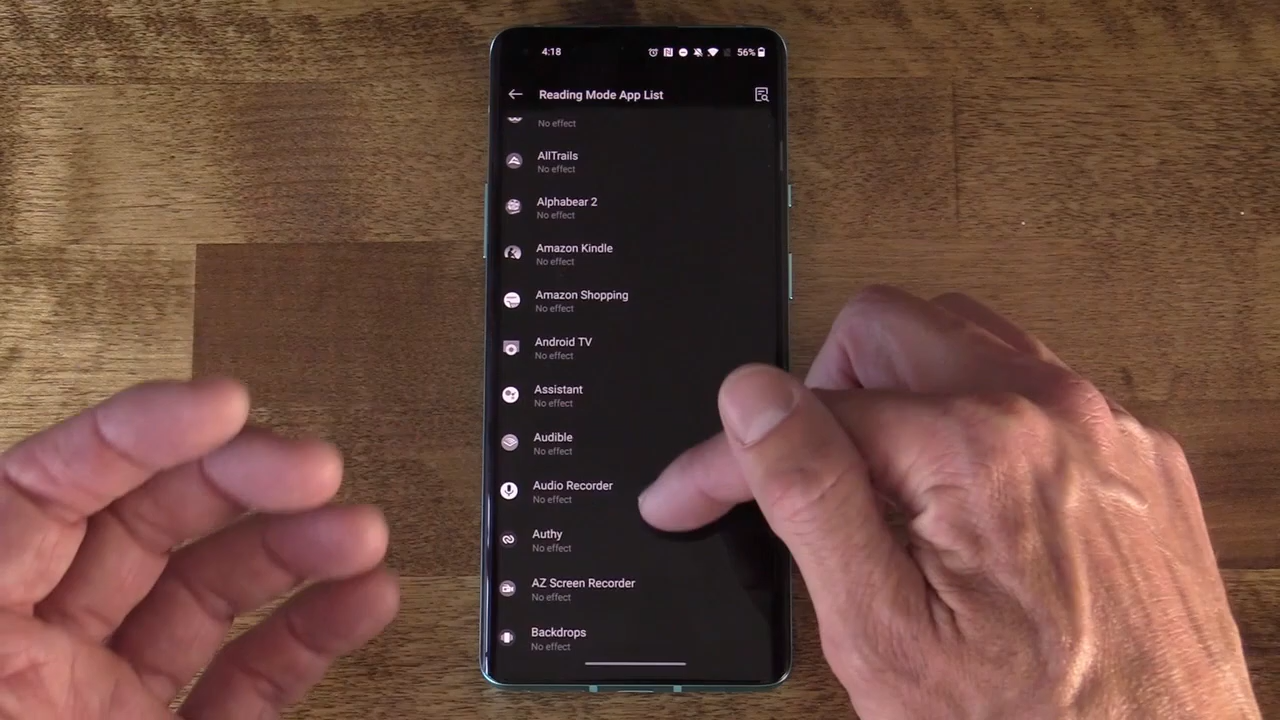 4:18
56%
Reading Mode App List
No effect
AllTrails
No effect
Alphabear 2
No effect
Amazon Kindle
No effect
Amazon Shopping
No effect
Android TV
No effect
Assistant
No effect
Audible
No effect
Audio Recorder
No effect
Authy
No effect
AZ Screen Recorder
No effect
Backdrops
No effect